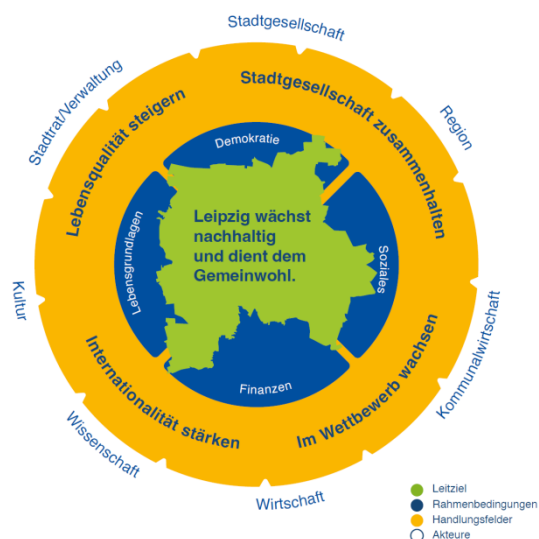 Stadtgesellschaft
Stadtrat/Verwaltung
Region
Lebensqualität steigern
Stadtgesellschaft zusammenhalten
Demokratie
Lebensgrundlagen
Leipzig wächst
nachhaltig
und dient dem
Gemeinwohl.
Soziales
Kultur
Kommunalwirtschaft
Finanzen
Internationalität stärken
Im Wettbewerb wachsen
Wissenschaft
Wirtschaft
Leitziel
Rahmenbedingungen
Handlungsfelder
Akteure